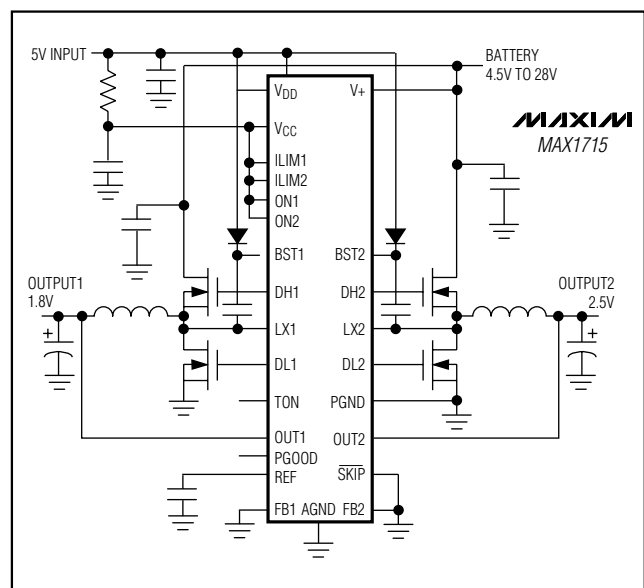 5V INPUT
BATTERY
4.5V TO 28V
VDD
V+
MAXIM
MAX1715
VCC
ILIM1
ILIM2
ON1
ON2
BST1
BST2
OUTPUT1
1.8V
DH1
DH2
OUTPUT2
2.5V
LX1
LX2
+
+
DL1
DL2
TON
PGND
OUT1
OUT2
PGOOD
REF
SKIP
FB1
AGND
FB2